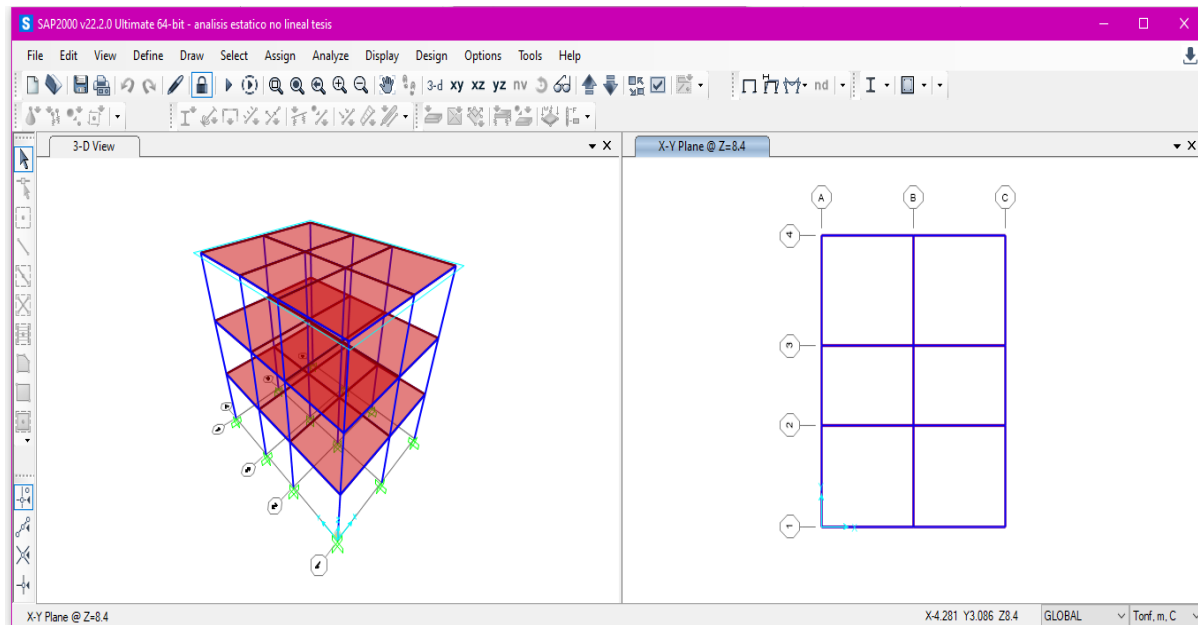 S SAP2000 v22.2.0 Ultimate 64-bit - analisis estatico no lineal tesis
File Edit View Define Draw Select Assign Analyze Display Design Options Tools Help
3-d xy xz yz nv nd
3-D View X
X-Y Plane @ Z=8.4 X
A B C
4
3
2
1
X-Y Plane @ Z=8.4 X-4.281 Y3.086 Z8.4 GLOBAL Tonf, m, C